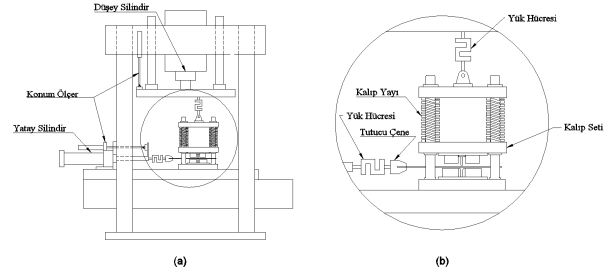 Düşey Silindir
Konum Ölçer
Yatay Silindir
(a)
Yük Hücresi
Kalıp Yayı
Yük Hücresi
Tutucu Çene
Kalıp Seti
(b)